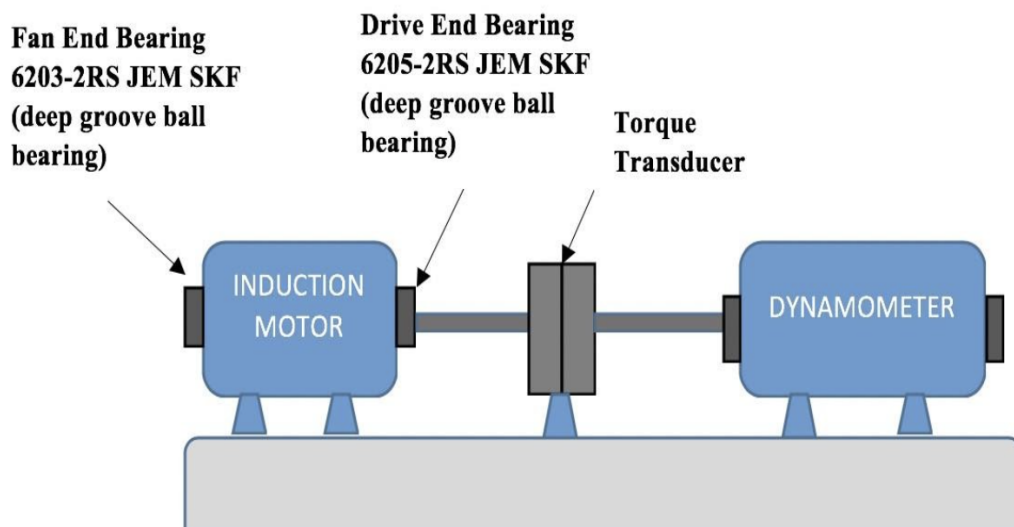 Fan End Bearing
6203-2RS JEM SKF
(deep groove ball
bearing)
Drive End Bearing
6205-2RS JEM SKF
(deep groove ball
bearing)
Torque
Transducer
INDUCTION
MOTOR
DYNAMOMETER